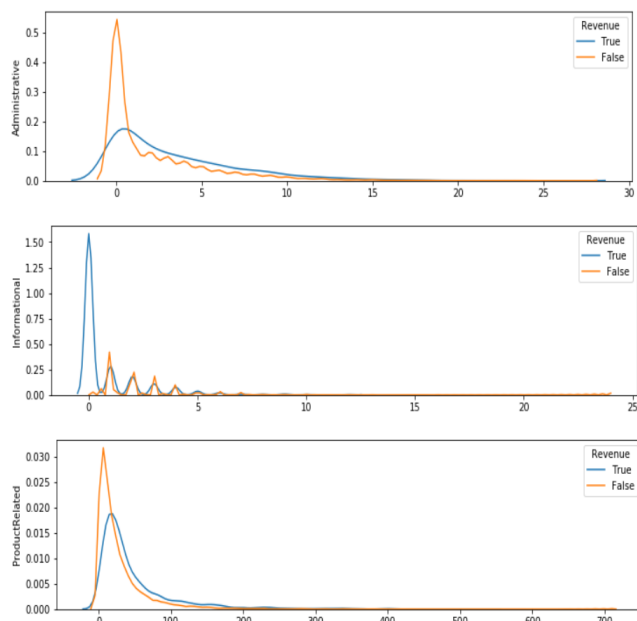 Revenue
True
False
Administrative
0.5
0.4
0.3
0.2
0.1
0.0
0 5 10 15 20 25 30
Revenue
True
False
Informational
1.50
1.25
1.00
0.75
0.50
0.25
0.00
0 5 10 15 20 25
Revenue
True
False
ProductRelated
0.030
0.025
0.020
0.015
0.010
0.005
0.000
0 100 200 300 400 500 600 700